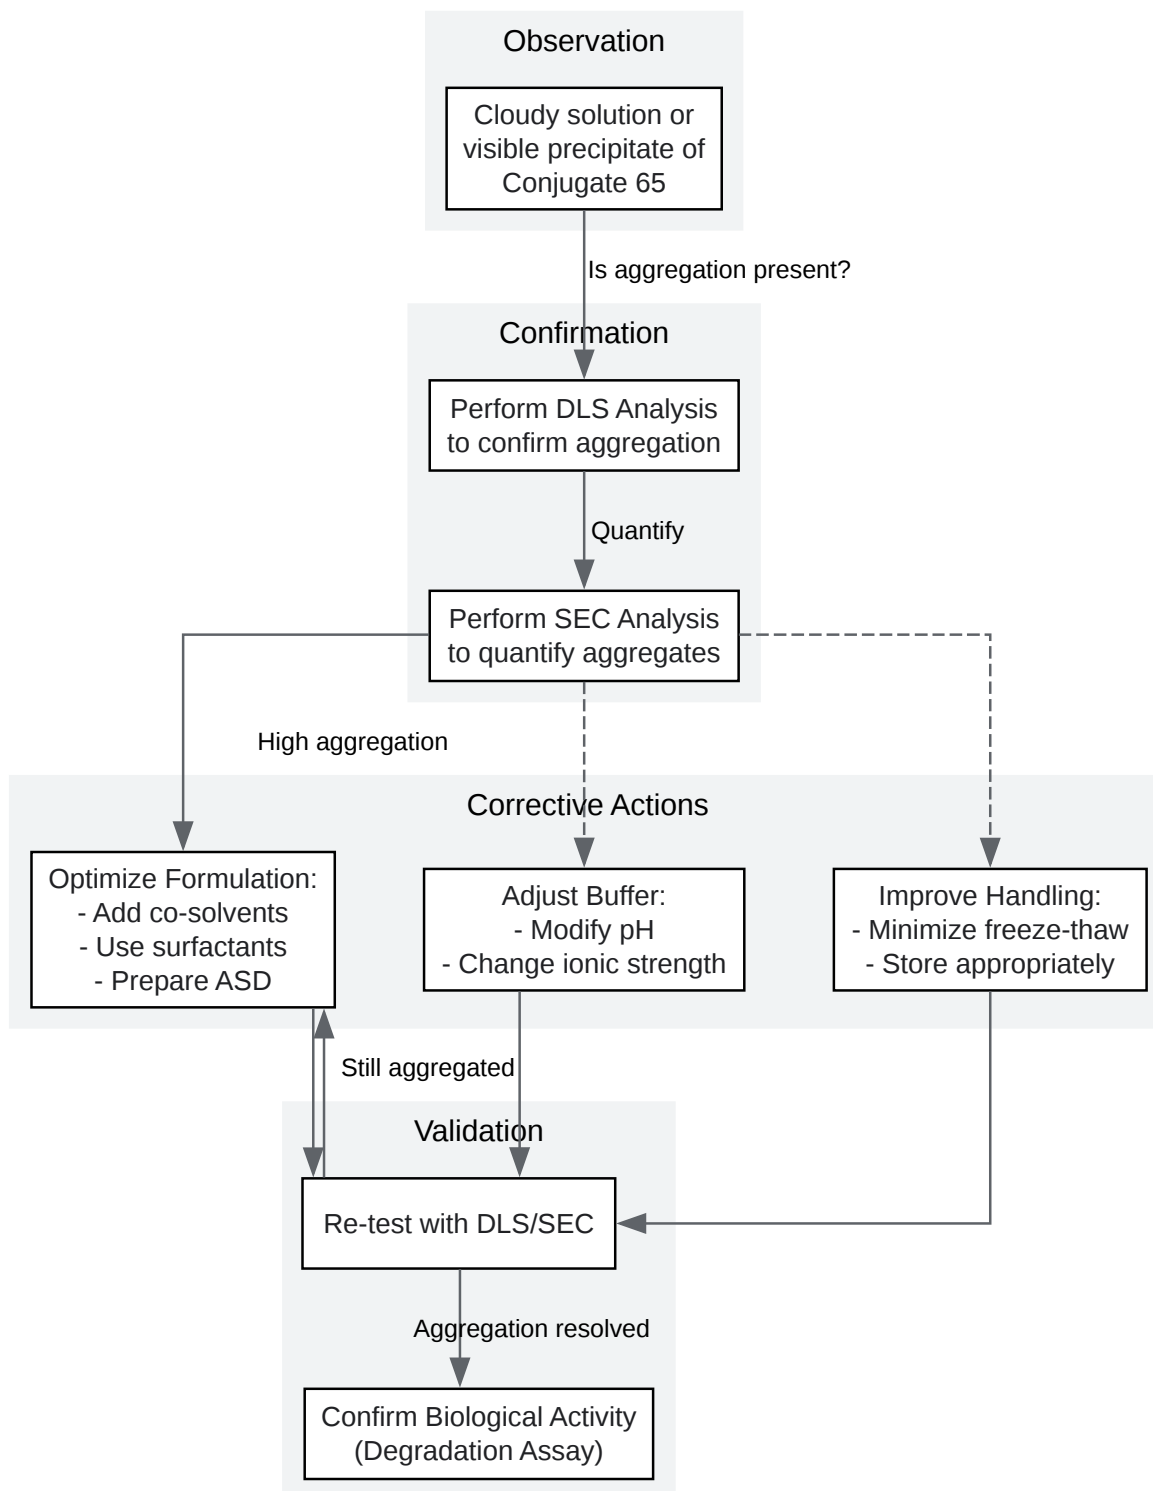 Observation
Cloudy solution or
visible precipitate of
Conjugate 65
Is aggregation present?
Confirmation
Perform DLS Analysis
to confirm aggregation
Quantify
Perform SEC Analysis
to quantify aggregates
High aggregation
Corrective Actions
Optimize Formulation:
- Add co-solvents
- Use surfactants
- Prepare ASD
Adjust Buffer:
- Modify pH
- Change ionic strength
Improve Handling:
- Minimize freeze-thaw
- Store appropriately
Still aggregated
Validation
Re-test with DLS/SEC
Aggregation resolved
Confirm Biological Activity
(Degradation Assay)